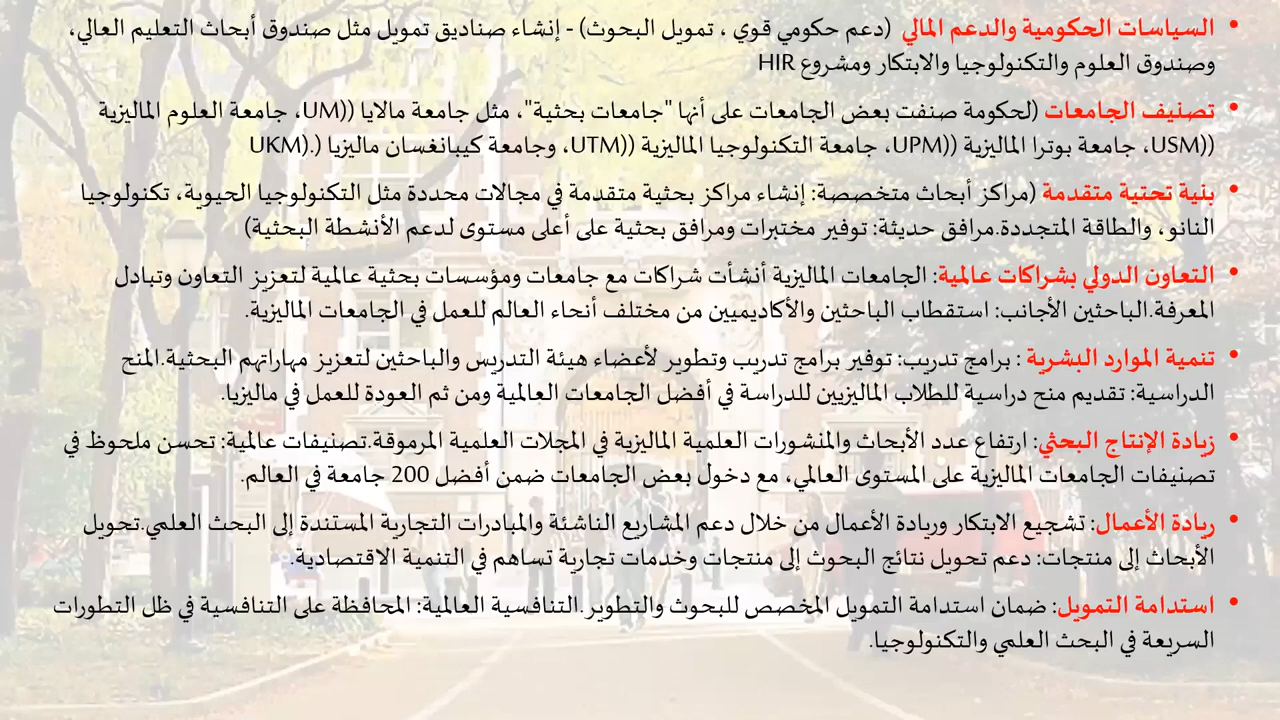 • السياسات الحكومية والدعم المالي (دعم حكومي قوي ، تمويل البحوث) - إنشاء صناديق تمويل مثل صندوق أبحاث التعليم العالي،
وصندوق العلوم والتكنولوجيا والابتكار ومشروع HIR
• تصنيف الجامعات (لحكومة صنفت بعض الجامعات على أنها "جامعات بحثية"، مثل جامعة مالايا ((UM، جامعة العلوم الماليزية
((USM، جامعة بوترا الماليزية ((UPM، جامعة التكنولوجيا الماليزية ((UTM، وجامعة كيبانغسان ماليزيا (.(UKM
• بنية تحتية متقدمة (مراكز أبحاث متخصصة: إنشاء مراكز بحثية متقدمة في مجالات محددة مثل التكنولوجيا الحيوية، تكنولوجيا
النانو، والطاقة المتجددة.مرافق حديثة: توفير مختبرات ومرافق بحثية على أعلى مستوى لدعم الأنشطة البحثية)
• التعاون الدولي بشراكات عالمية: الجامعات الماليزية أنشأت شراكات مع جامعات ومؤسسات بحثية عالمية لتعزيز التعاون وتبادل
المعرفة.الباحثين الأجانب: استقطاب الباحثين والأكاديميين من مختلف أنحاء العالم للعمل في الجامعات الماليزية.
• تنمية الموارد البشرية : برامج تدريب: توفير برامج تدريب وتطوير لأعضاء هيئة التدريس والباحثين لتعزيز مهاراتهم البحثية.المنح
الدراسية: تقديم منح دراسية للطلاب الماليزيين للدراسة في أفضل الجامعات العالمية ومن ثم العودة للعمل في ماليزيا.
• زيادة الإنتاج البحثي: ارتفاع عدد الأبحاث والمنشورات العلمية الماليزية في المجلات العلمية المرموقة.تصنيفات عالمية: تحسن ملحوظ في
تصنيفات الجامعات الماليزية على المستوى العالمي، مع دخول بعض الجامعات ضمن أفضل 200 جامعة في العالم.
• ريادة الأعمال: تشجيع الابتكار وريادة الأعمال من خلال دعم المشاريع الناشئة والمبادرات التجارية المستندة إلى البحث العلمي.تحويل
الأبحاث إلى منتجات: دعم تحويل نتائج البحوث إلى منتجات وخدمات تجارية تساهم في التنمية الاقتصادية.
• استدامة التمويل: ضمان استدامة التمويل المخصص للبحوث والتطوير.التنافسية العالمية: المحافظة على التنافسية في ظل التطورات
السريعة في البحث العلمي والتكنولوجيا.